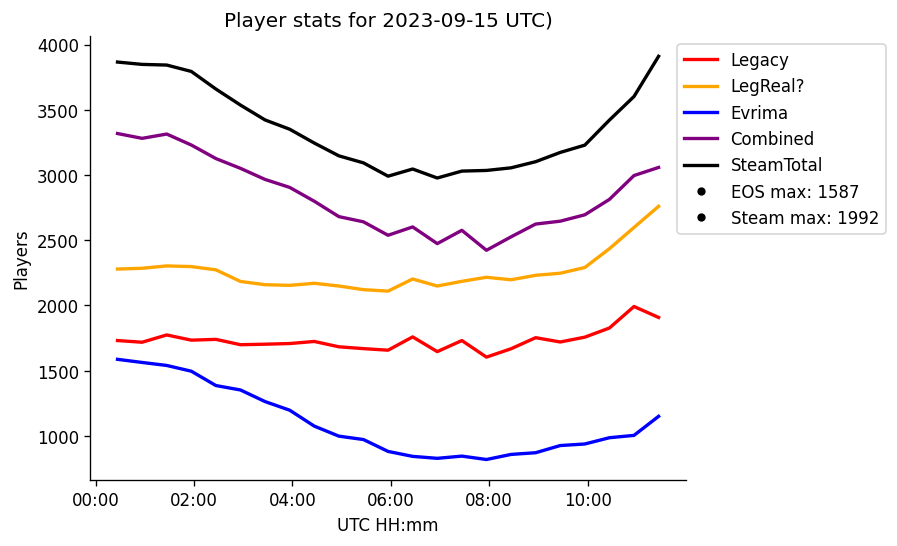 Player stats for 2023-09-15 UTC)
4000
3500
3000
2500
2000
1500
1000
Players
00:00
02:00
04:00
06:00
08:00
10:00
UTC HH:mm
Legacy
LegReal?
Evrima
Combined
SteamTotal
EOS max: 1587
Steam max: 1992